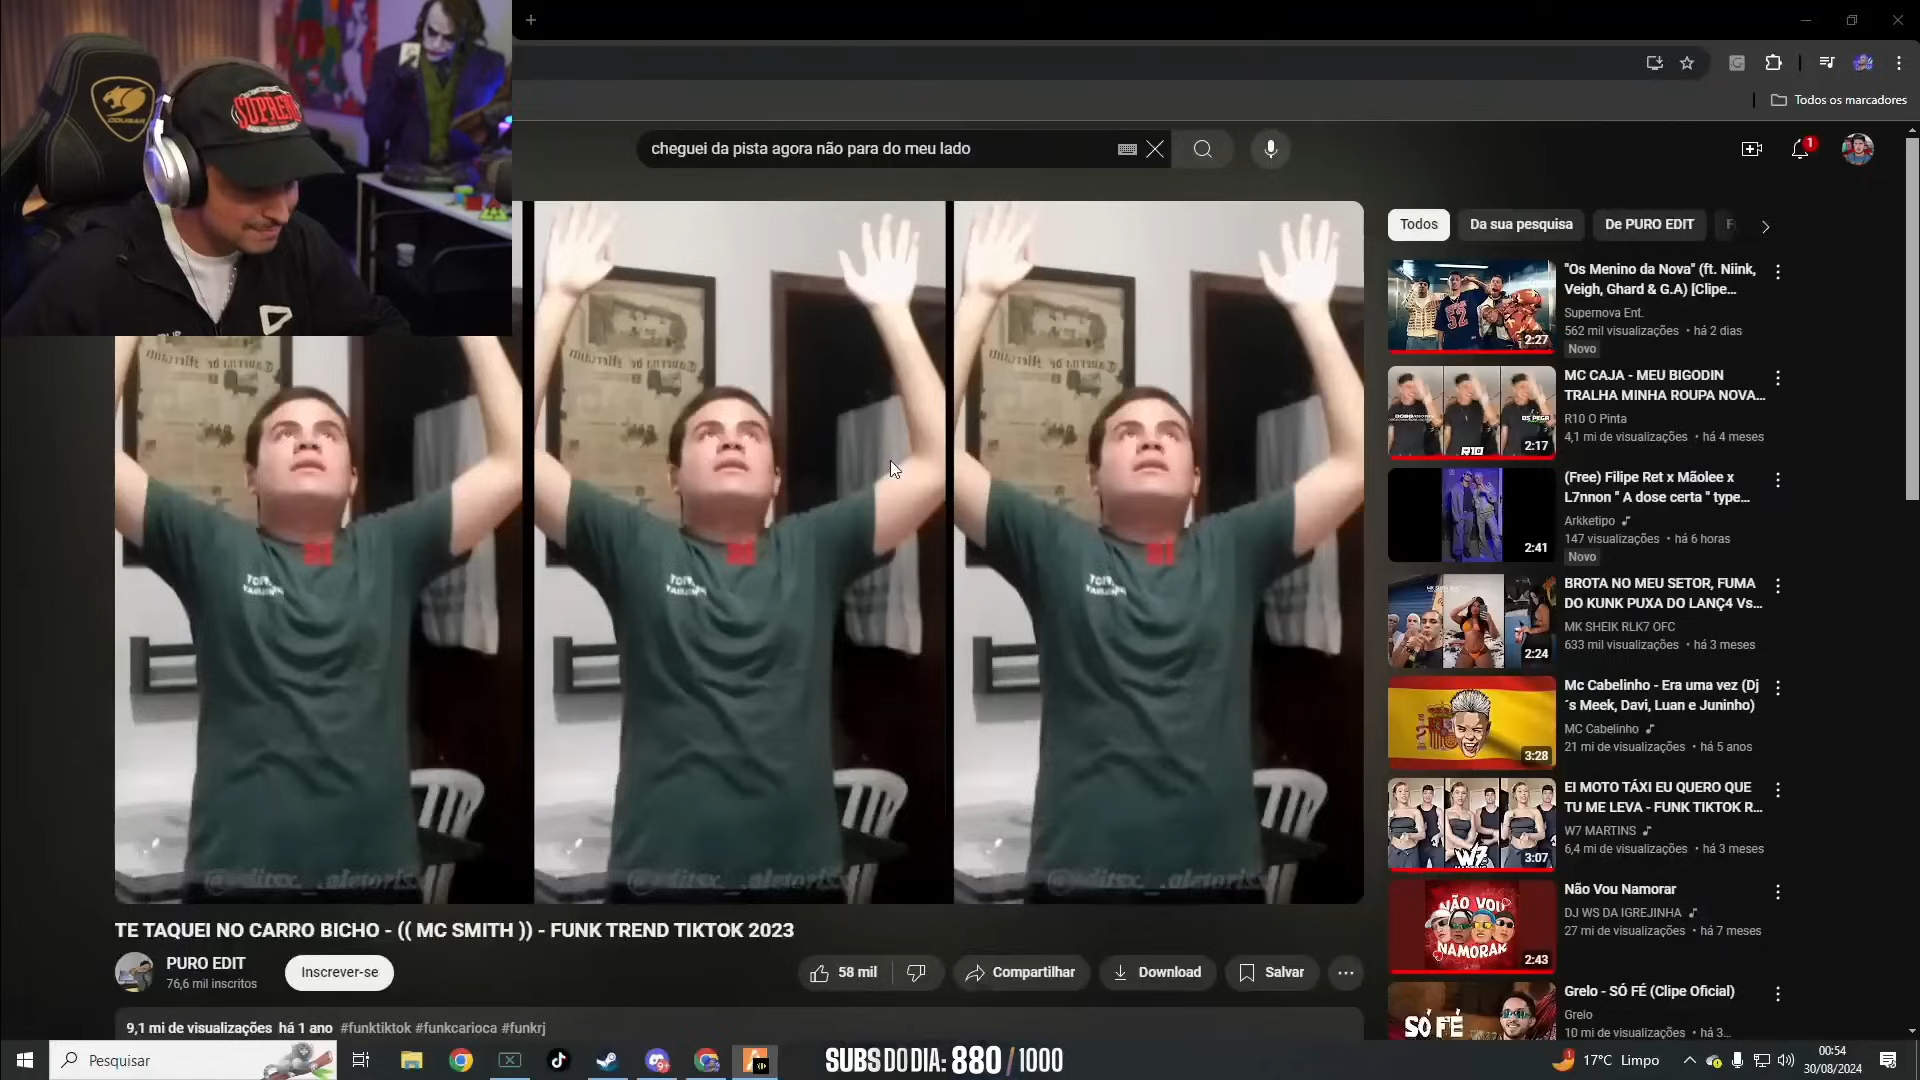 COUGAR
SUPREME
Todos os marcadores
cheguei da pista agora não para do meu lado
1
Todos
Da sua pesquisa
De PURO EDIT
"Os Menino da Nova" (ft. Niink,
Veigh, Ghard & G.A) [Clipe...
Supernova Ent.
562 mil visualizações • há 2 dias
Novo
2:27
MC CAJA - MEU BIGODIN
TRALHA MINHA ROUPA NOVA...
R10 O Pinta
4,1 mi de visualizações • há 4 meses
R10
2:17
(Free) Filipe Ret x Mãolee x
L7nnon " A dose certa " type...
Arkketipo
147 visualizações • há 6 horas
Novo
2:41
BROTA NO MEU SETOR, FUMA
DO KUNK PUXA DO LANÇ4 Vs...
MK SHEIK RLK7 OFC
633 mil visualizações • há 3 meses
2:24
Mc Cabelinho - Era uma vez (Dj
´s Meek, Davi, Luan e Juninho)
MC Cabelinho
21 mi de visualizações • há 5 anos
3:28
EI MOTO TÁXI EU QUERO QUE
TU ME LEVA - FUNK TIKTOK R...
W7 MARTINS
6,4 mi de visualizações • há 3 meses
W7
3:07
Não Vou Namorar
DJ WS DA IGREJINHA
27 mi de visualizações • há 7 meses
NÃO VOU
NAMORAR
2:43
Grelo - SÓ FÉ (Clipe Oficial)
Grelo
10 mi de visualizações • há 3...
SÓ FÉ
TE TAQUEI NO CARRO BICHO - (( MC SMITH )) - FUNK TREND TIKTOK 2023
PURO EDIT
76,6 mil inscritos
Inscrever-se
58 mil
Compartilhar
Download
Salvar
9,1 mi de visualizações há 1 ano #funktiktok #funkcarioca #funkrj
Pesquisar
SUBS DO DIA: 880 / 1000
17°C Limpo
00:54
30/08/2024